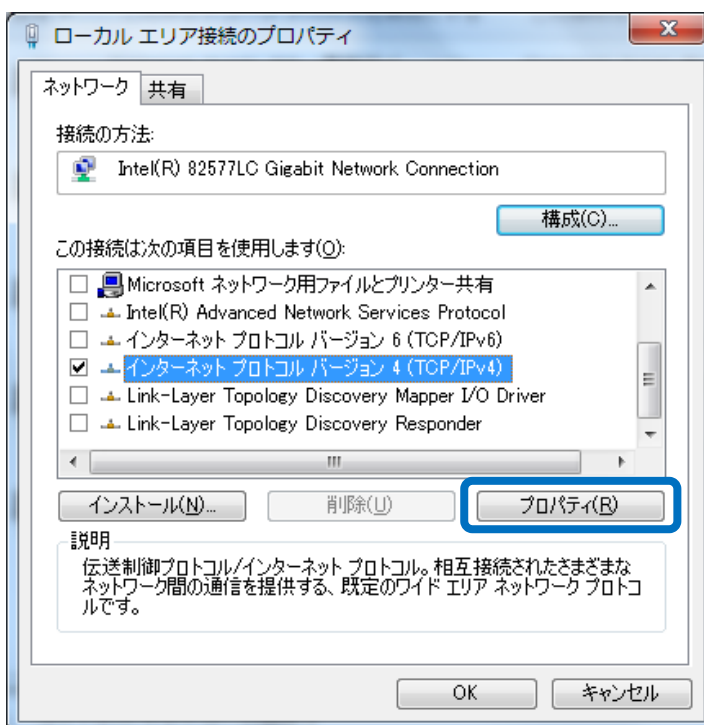 ローカル エリア接続のプロパティ
ネットワーク 共有
接続の方法:
Intel(R) 82577LC Gigabit Network Connection
構成(C)...
この接続は次の項目を使用します(O):
Microsoft ネットワーク用ファイルとプリンター共有
Intel(R) Advanced Network Services Protocol
インターネット プロトコル バージョン 6 (TCP/IPv6)
インターネット プロトコル バージョン 4 (TCP/IPv4)
Link-Layer Topology Discovery Mapper I/O Driver
Link-Layer Topology Discovery Responder
インストール(N)... 削除(U) プロパティ(R)
説明
伝送制御プロトコル/インターネット プロトコル。相互接続されたさまざまな
ネットワーク間の通信を提供する、既定のワイド エリア ネットワーク プロトコ
ルです。
OK キャンセル